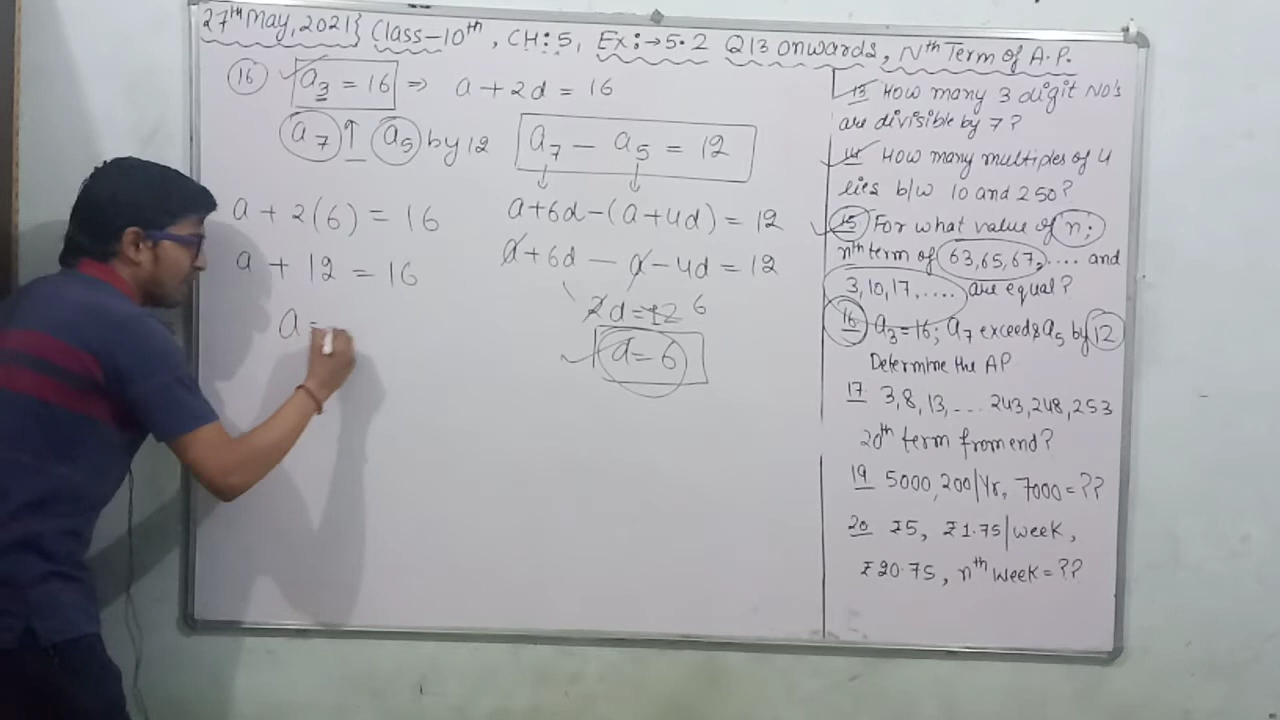 27th May, 2021} Class-10th, CH: 5, Ex:→5.2 Q13 onwards, Nth Term of A.P.
(16) a3 = 16 ⇒ a + 2d = 16
a7 ↑ a5 by 12 a7 - a5 = 12
a + 2(6) = 16 a+6d-(a+4d) = 12
a + 12 = 16 a+6d - a - 4d = 12
a = 2d = 12 6
d = 6
13 How many 3 digit NO's
are divisible by 7?
14 How many multiples of 4
lies b/w 10 and 250?
15 For what value of n;
nth term of 63,65,67,.... and
3,10,17,.... are equal?
16 a3=16; a7 exceeds a5 by 12
Determine the AP
17 3,8,13,.... 243,248,253
20th term from end?
19 5000,200/Yr, 7000=??
20 ₹5, ₹1.75/week,
₹20.75, nth week=??